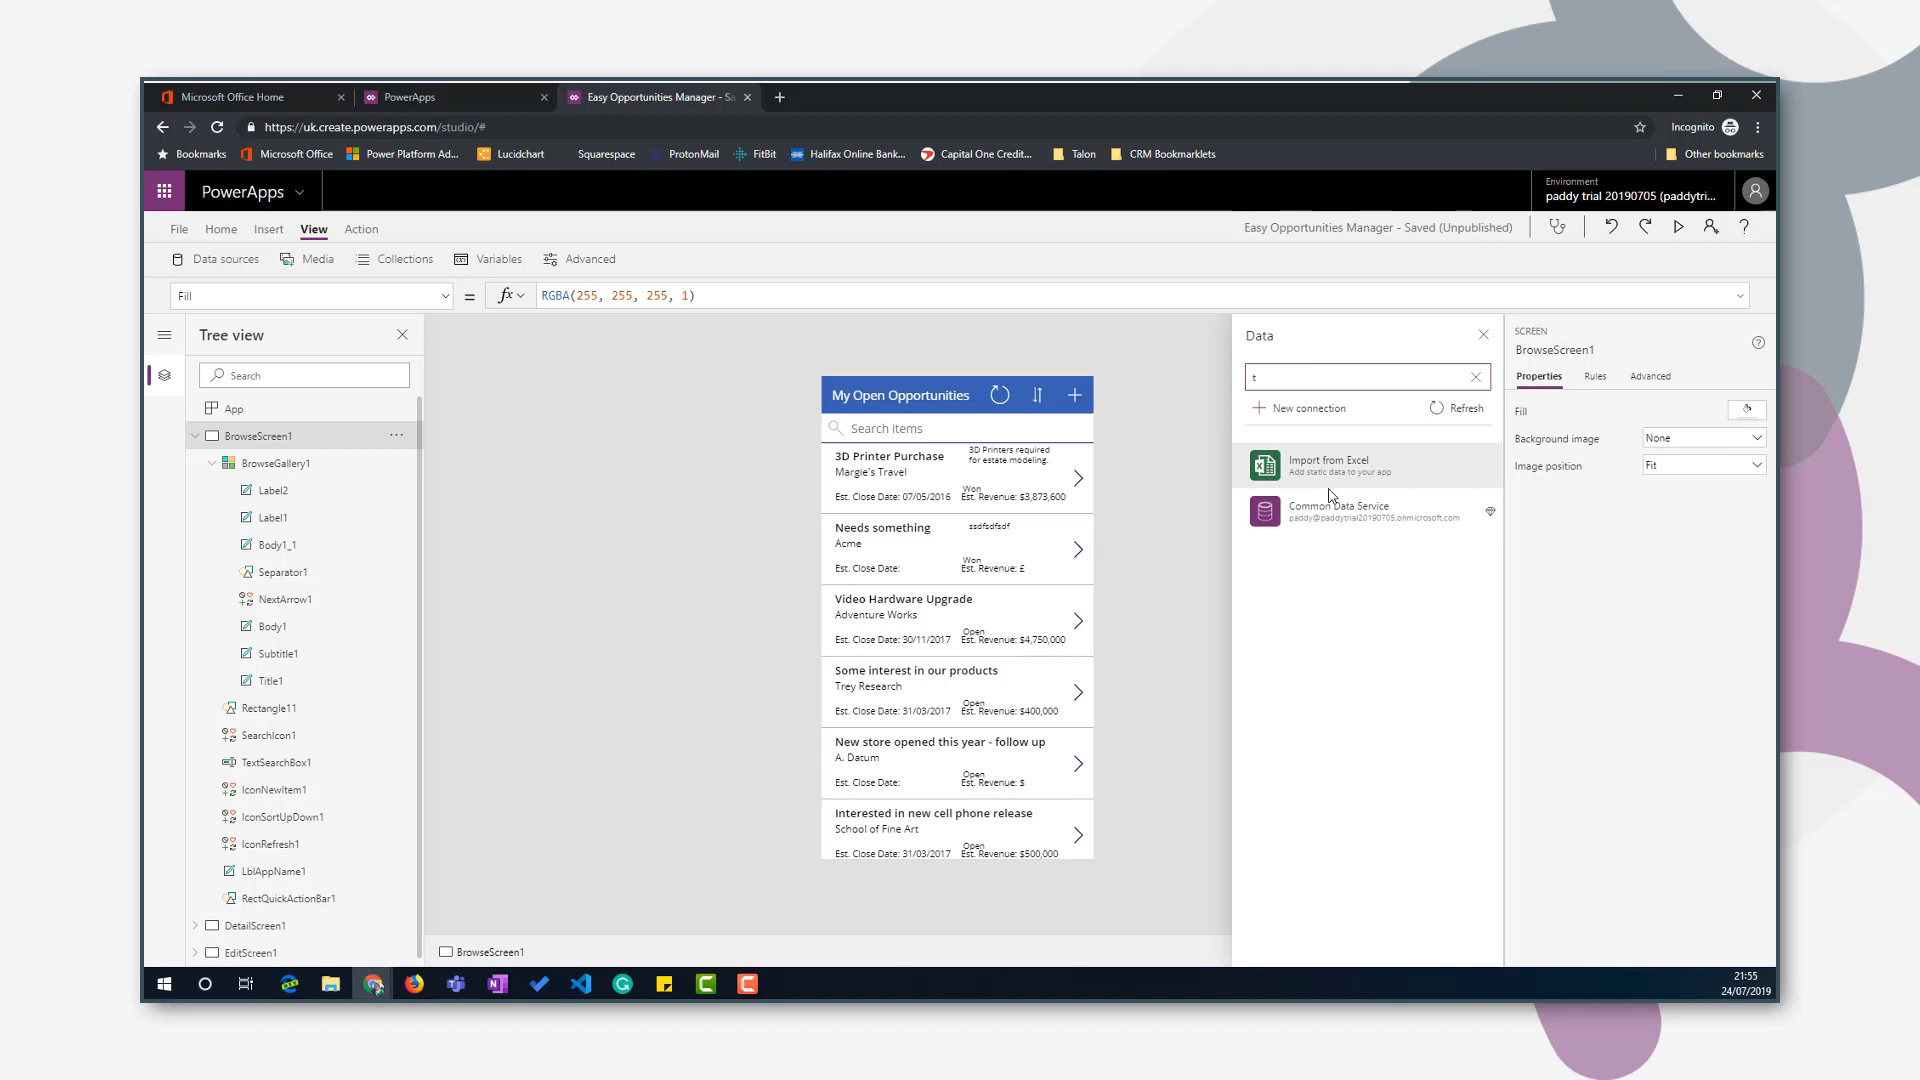 Microsoft Office Home
PowerApps
Easy Opportunities Manager - Sa
https://uk.create.powerapps.com/studio/#
Incognito
Bookmarks
Microsoft Office
Power Platform Ad...
Lucidchart
Squarespace
ProtonMail
FitBit
Halifax Online Bank...
Capital One Credit...
Talon
CRM Bookmarklets
Other bookmarks
PowerApps
Environment
paddy trial 20190705 (paddytri...
File
Home
Insert
View
Action
Easy Opportunities Manager - Saved (Unpublished)
Data sources
Media
Collections
Variables
Advanced
Fill
=
fx
RGBA(255, 255, 255, 1)
Tree view
Search
App
BrowseScreen1
BrowseGallery1
Label2
Label1
Body1_1
Separator1
NextArrow1
Body1
Subtitle1
Title1
Rectangle11
SearchIcon1
TextSearchBox1
IconNewItem1
IconSortUpDown1
IconRefresh1
LblAppName1
RectQuickActionBar1
DetailScreen1
EditScreen1
My Open Opportunities
Search items
3D Printer Purchase
3D Printers required
for estate modeling.
Margie's Travel
Won
Est. Close Date: 07/05/2016
Est. Revenue: $3,873,600
Needs something
ssdfsdfsdf
Acme
Won
Est. Close Date:
Est. Revenue: £
Video Hardware Upgrade
Adventure Works
Open
Est. Close Date: 30/11/2017
Est. Revenue: $4,750,000
Some interest in our products
Trey Research
Open
Est. Close Date: 31/03/2017
Est. Revenue: $400,000
New store opened this year - follow up
A. Datum
Open
Est. Close Date:
Est. Revenue: $
Interested in new cell phone release
School of Fine Art
Open
Est. Close Date: 31/03/2017
Est. Revenue: $500,000
BrowseScreen1
Data
t
New connection
Refresh
Import from Excel
Add static data to your app
Common Data Service
paddy@paddytrial20190705.onmicrosoft.com
SCREEN
BrowseScreen1
Properties
Rules
Advanced
Fill
Background image
None
Image position
Fit
21:55
24/07/2019